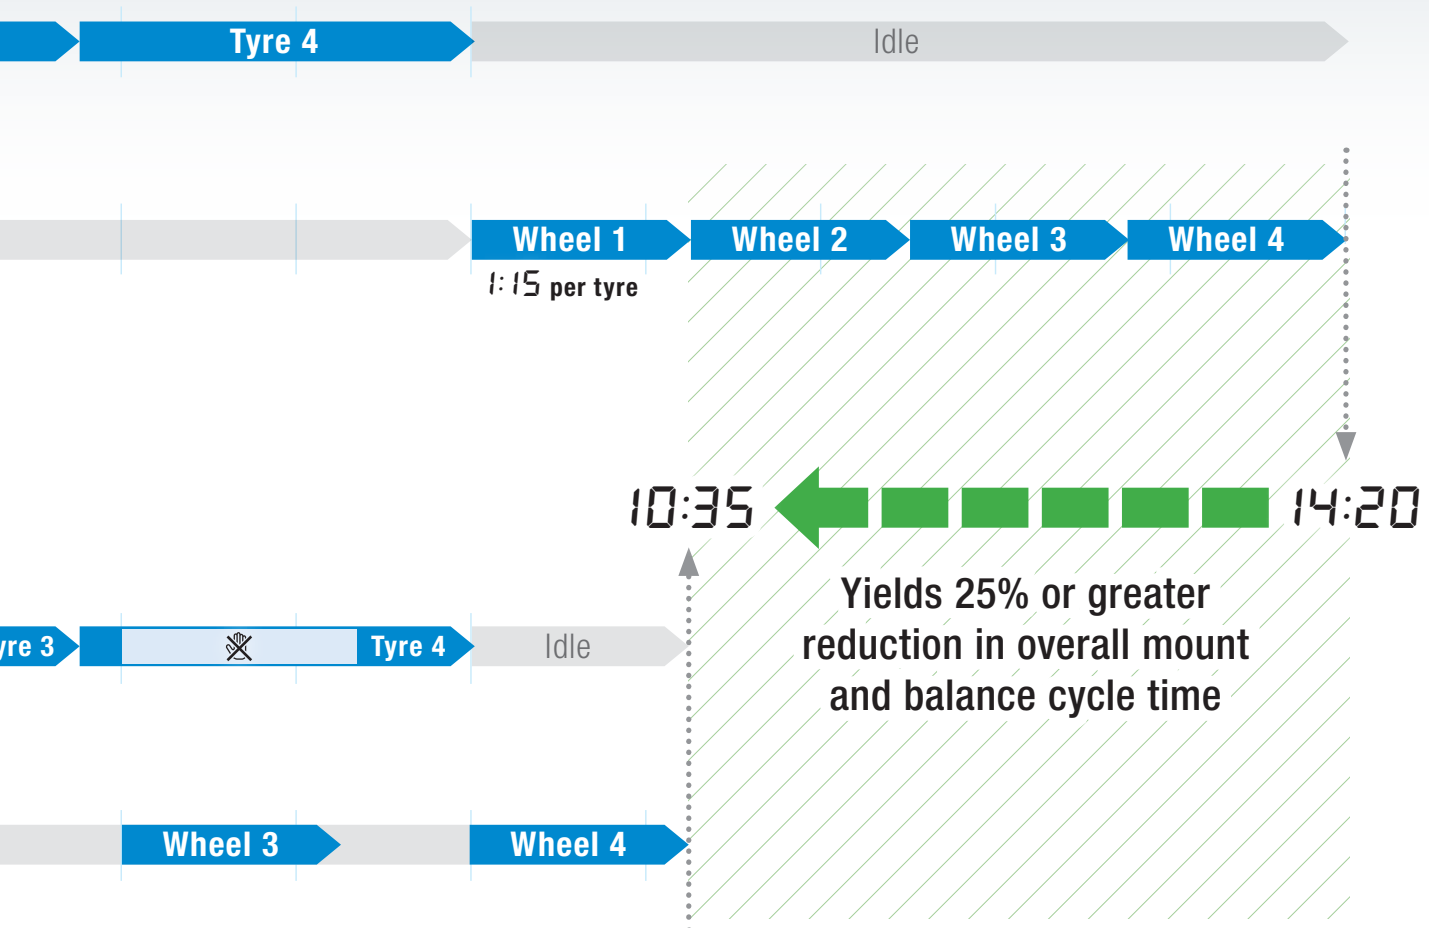 Tyre 4
Idle
Wheel 1
Wheel 2
Wheel 3
Wheel 4
1:15 per tyre
10:35
14:20
Yields 25% or greater
reduction in overall mount
and balance cycle time
yre 3
Tyre 4
Idle
Wheel 3
Wheel 4